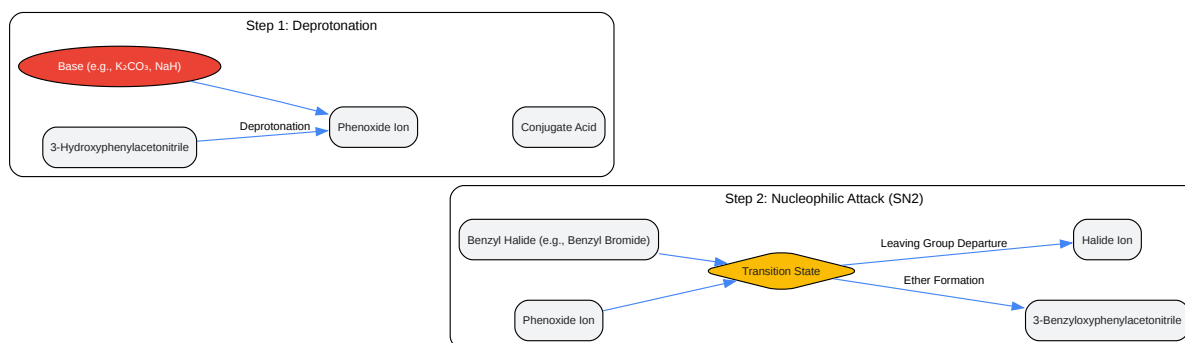 Step 1: Deprotonation
Base (e.g., K₂CO₃, NaH)
Deprotonation
Phenoxide Ion
Conjugate Acid
3-Hydroxyphenylacetonitrile
Step 2: Nucleophilic Attack (SN2)
Benzyl Halide (e.g., Benzyl Bromide)
Leaving Group Departure
Halide Ion
Transition State
Ether Formation
Phenoxide Ion
3-Benzyloxyphenylacetonitrile